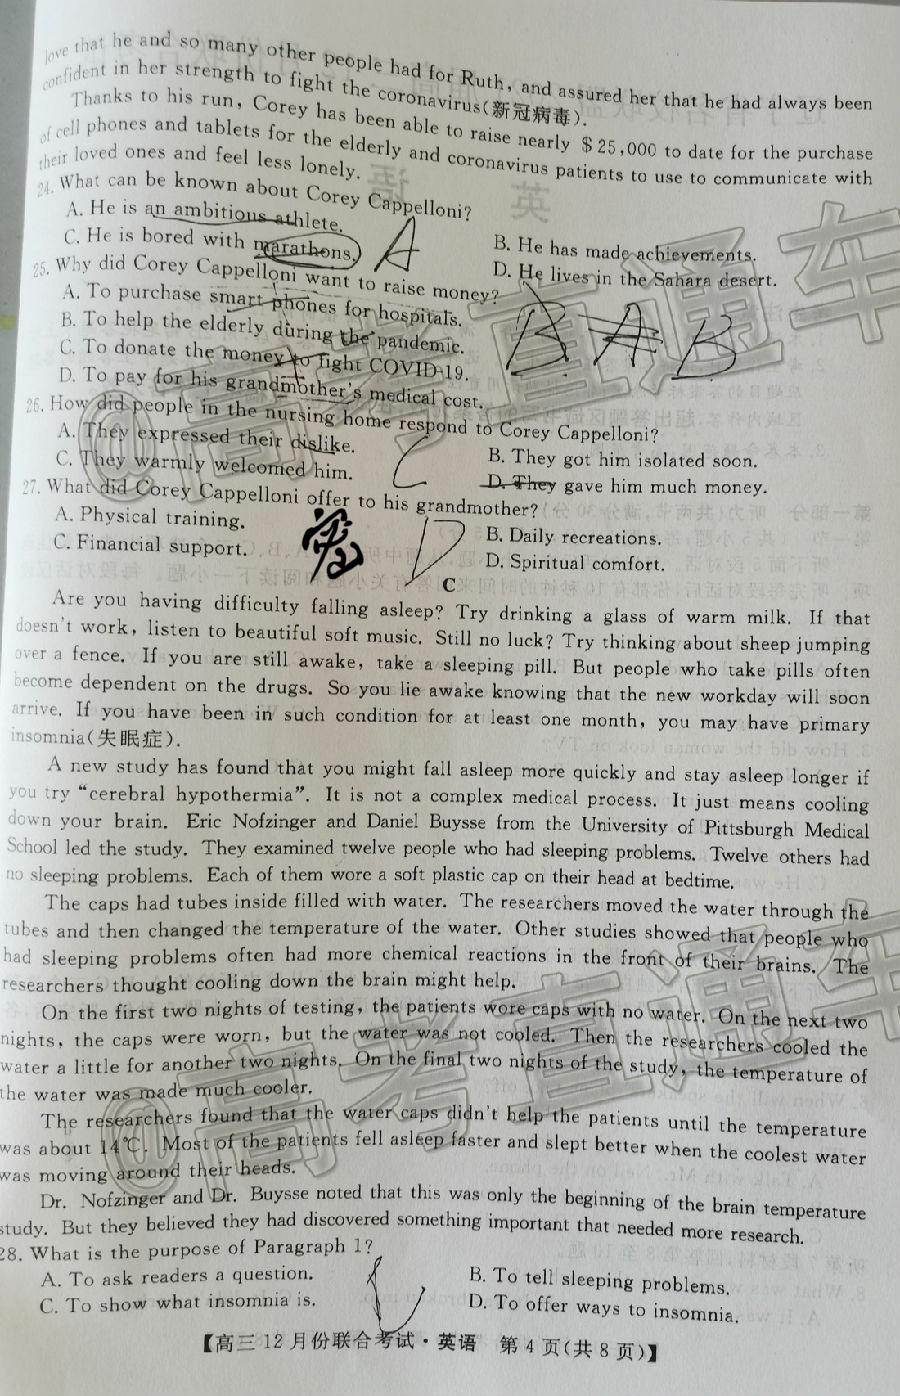 love that he and so many other people had for Ruth, and assured her that he had always been
confident in her strength to fight the coronavirus(新冠病毒).
Thanks to his run, Corey has been able to raise nearly $25,000 to date for the purchase
of cell phones and tablets for the elderly and coronavirus patients to use to communicate with
their loved ones and feel less lonely.
24. What can be known about Corey Cappelloni?
A. He is an ambitious athlete.
B. He has made achievements.
C. He is bored with marathons.
D. He lives in the Sahara desert.
A
25. Why did Corey Cappelloni want to raise money?
A. To purchase smart phones for hospitals.
B. To help the elderly during the pandemic.
C. To donate the money to fight COVID-19.
D. To pay for his grandmother's medical cost.
B A B
26. How did people in the nursing home respond to Corey Cappelloni?
A. They expressed their dislike.
B. They got him isolated soon.
C. They warmly welcomed him.
D. They gave him much money.
C
27. What did Corey Cappelloni offer to his grandmother?
A. Physical training.
B. Daily recreations.
C. Financial support.
D. Spiritual comfort.
D
C
Are you having difficulty falling asleep? Try drinking a glass of warm milk. If that
doesn't work, listen to beautiful soft music. Still no luck? Try thinking about sheep jumping
over a fence. If you are still awake, take a sleeping pill. But people who take pills often
become dependent on the drugs. So you lie awake knowing that the new workday will soon
arrive. If you have been in such condition for at least one month, you may have primary
insomnia(失眠症).
A new study has found that you might fall asleep more quickly and stay asleep longer if
you try “cerebral hypothermia”. It is not a complex medical process. It just means cooling
down your brain. Eric Nofzinger and Daniel Buysse from the University of Pittsburgh Medical
School led the study. They examined twelve people who had sleeping problems. Twelve others had
no sleeping problems. Each of them wore a soft plastic cap on their head at bedtime.
The caps had tubes inside filled with water. The researchers moved the water through the
tubes and then changed the temperature of the water. Other studies showed that people who
had sleeping problems often had more chemical reactions in the front of their brains. The
researchers thought cooling down the brain might help.
On the first two nights of testing, the patients wore caps with no water. On the next two
nights, the caps were worn, but the water was not cooled. Then the researchers cooled the
water a little for another two nights. On the final two nights of the study, the temperature of
the water was made much cooler.
The researchers found that the water caps didn't help the patients until the temperature
was about 14℃. Most of the patients fell asleep faster and slept better when the coolest water
was moving around their heads.
Dr. Nofzinger and Dr. Buysse noted that this was only the beginning of the brain temperature
study. But they believed they had discovered something important that needed more research.
28. What is the purpose of Paragraph 1?
A. To ask readers a question.
B. To tell sleeping problems.
C. To show what insomnia is.
D. To offer ways to insomnia.
【高三12月份联合考试·英语 第4页(共8页)】
@高考直通车
@高考直通车